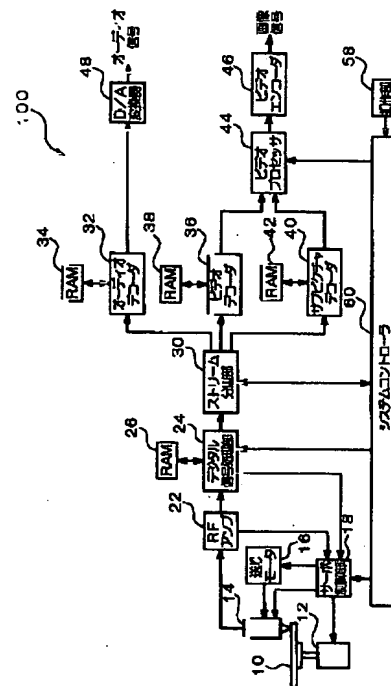 100
48
D/A
変換器
オーディオ
信号
34
RAM
32
オーディオ
デコーダ
38
RAM
36
ビデオ
デコーダ
42
RAM
40
サブピクチャ
デコーダ
44
ビデオ
プロセッサ
46
ビデオ
エンコーダ
画像
信号
58
操作部
30
ストリーム
分離部
26
RAM
24
デジタル
信号処理部
22
RF
アンプ
14
16
送り
モータ
18
サーボ
制御部
10
12
60
システムコントローラ